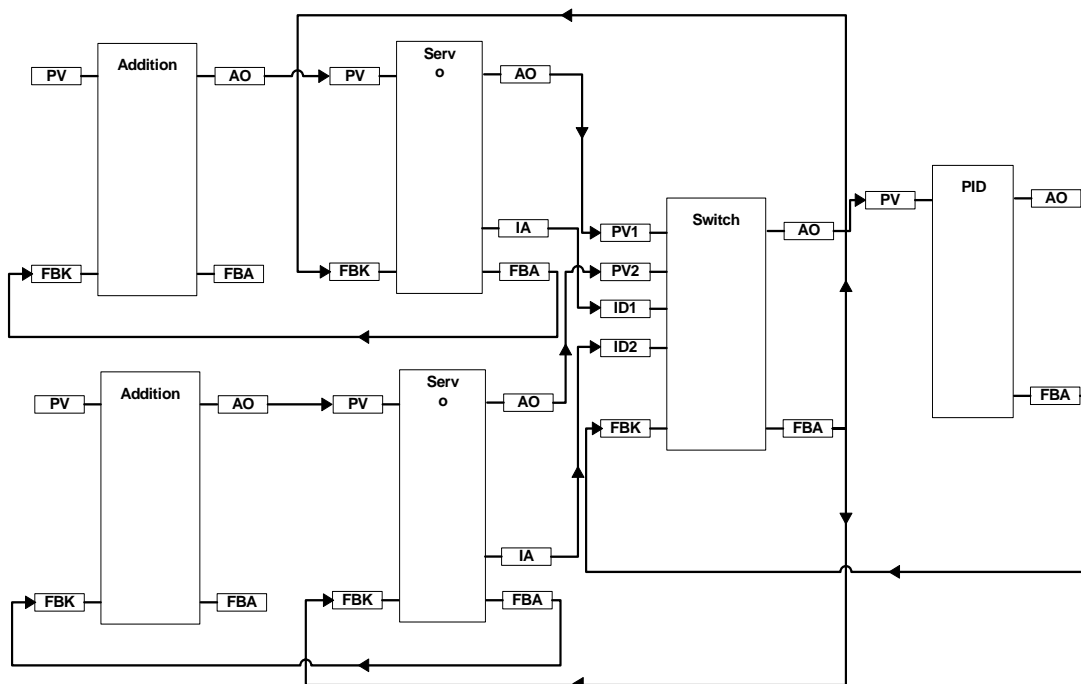 Addition
PV
AO
FBK
FBA
Serv
o
PV
AO
IA
FBK
FBA
Addition
PV
AO
FBK
FBA
Serv
o
PV
AO
IA
FBK
FBA
Switch
PV1
PV2
ID1
ID2
FBK
AO
FBA
PID
PV
AO
FBA